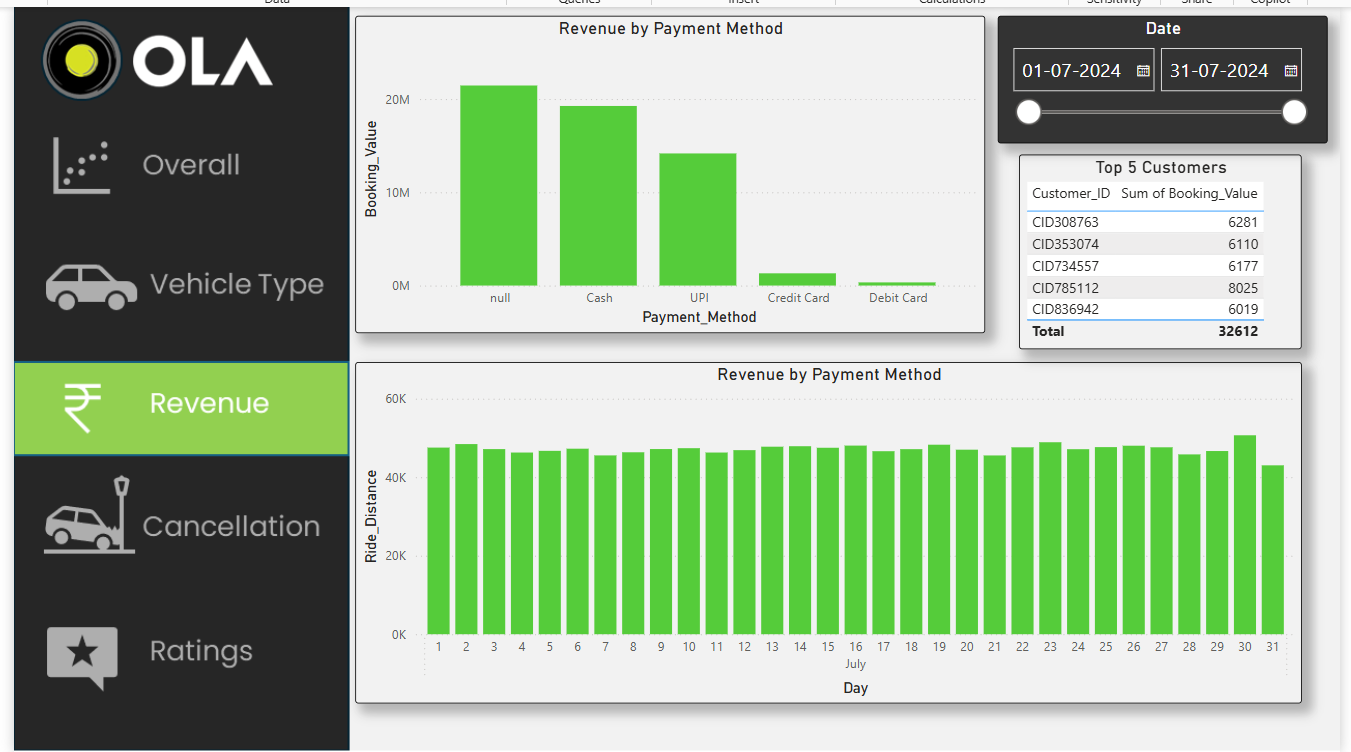 Data Queries Insert Calculations Sensitivity Share Copilot
OLA
Overall
Vehicle Type
Revenue
Cancellation
Ratings
Revenue by Payment Method
Booking_Value
20M
10M
0M
null Cash UPI Credit Card Debit Card
Payment_Method
Date
01-07-2024 31-07-2024
Top 5 Customers
Customer_ID Sum of Booking_Value
CID308763 6281
CID353074 6110
CID734557 6177
CID785112 8025
CID836942 6019
Total 32612
Revenue by Payment Method
Ride_Distance
60K
40K
20K
0K
1 2 3 4 5 6 7 8 9 10 11 12 13 14 15 16 17 18 19 20 21 22 23 24 25 26 27 28 29 30 31
July
Day